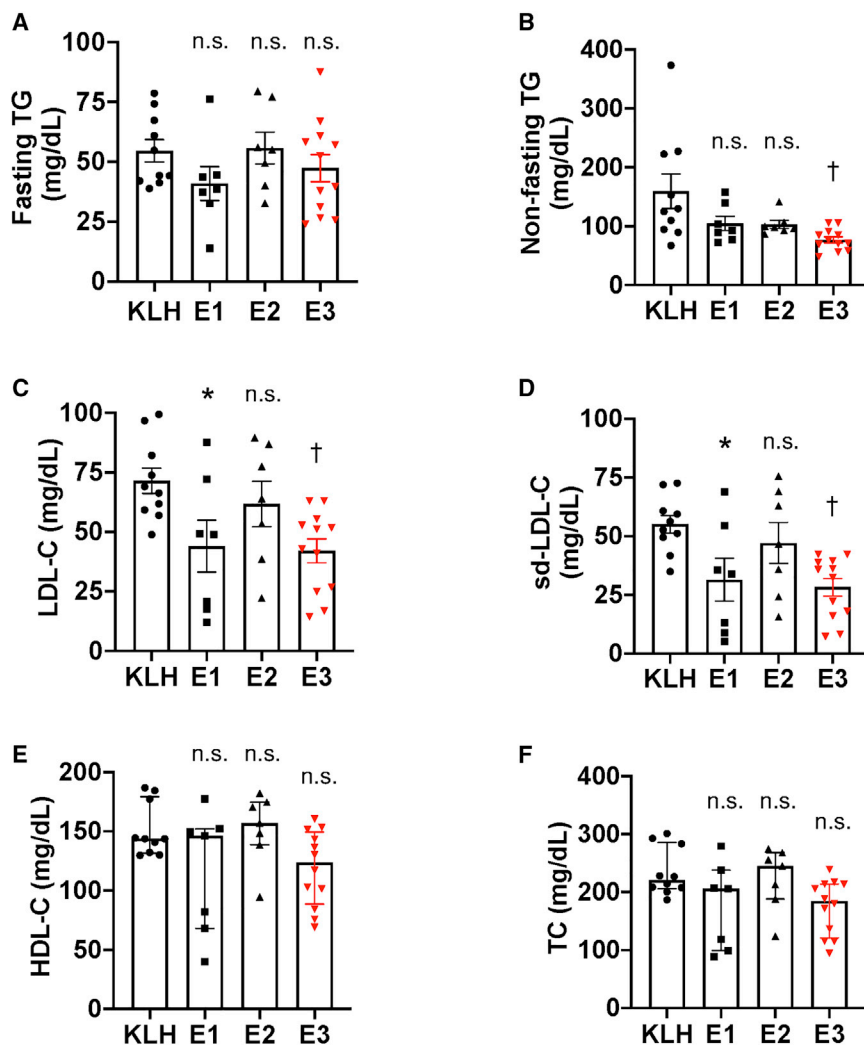 A
Fasting TG
(mg/dL)
100
75
50
25
0
n.s.
n.s.
n.s.
KLH
E1
E2
E3
B
Non-fasting TG
(mg/dL)
400
300
200
100
0
n.s.
n.s.
†
KLH
E1
E2
E3
C
LDL-C (mg/dL)
100
75
50
25
0
*
n.s.
†
KLH
E1
E2
E3
D
sd-LDL-C
(mg/dL)
100
75
50
25
0
*
n.s.
†
KLH
E1
E2
E3
E
HDL-C (mg/dL)
200
150
100
50
0
n.s.
n.s.
n.s.
KLH
E1
E2
E3
F
TC (mg/dL)
400
300
200
100
0
n.s.
n.s.
n.s.
KLH
E1
E2
E3